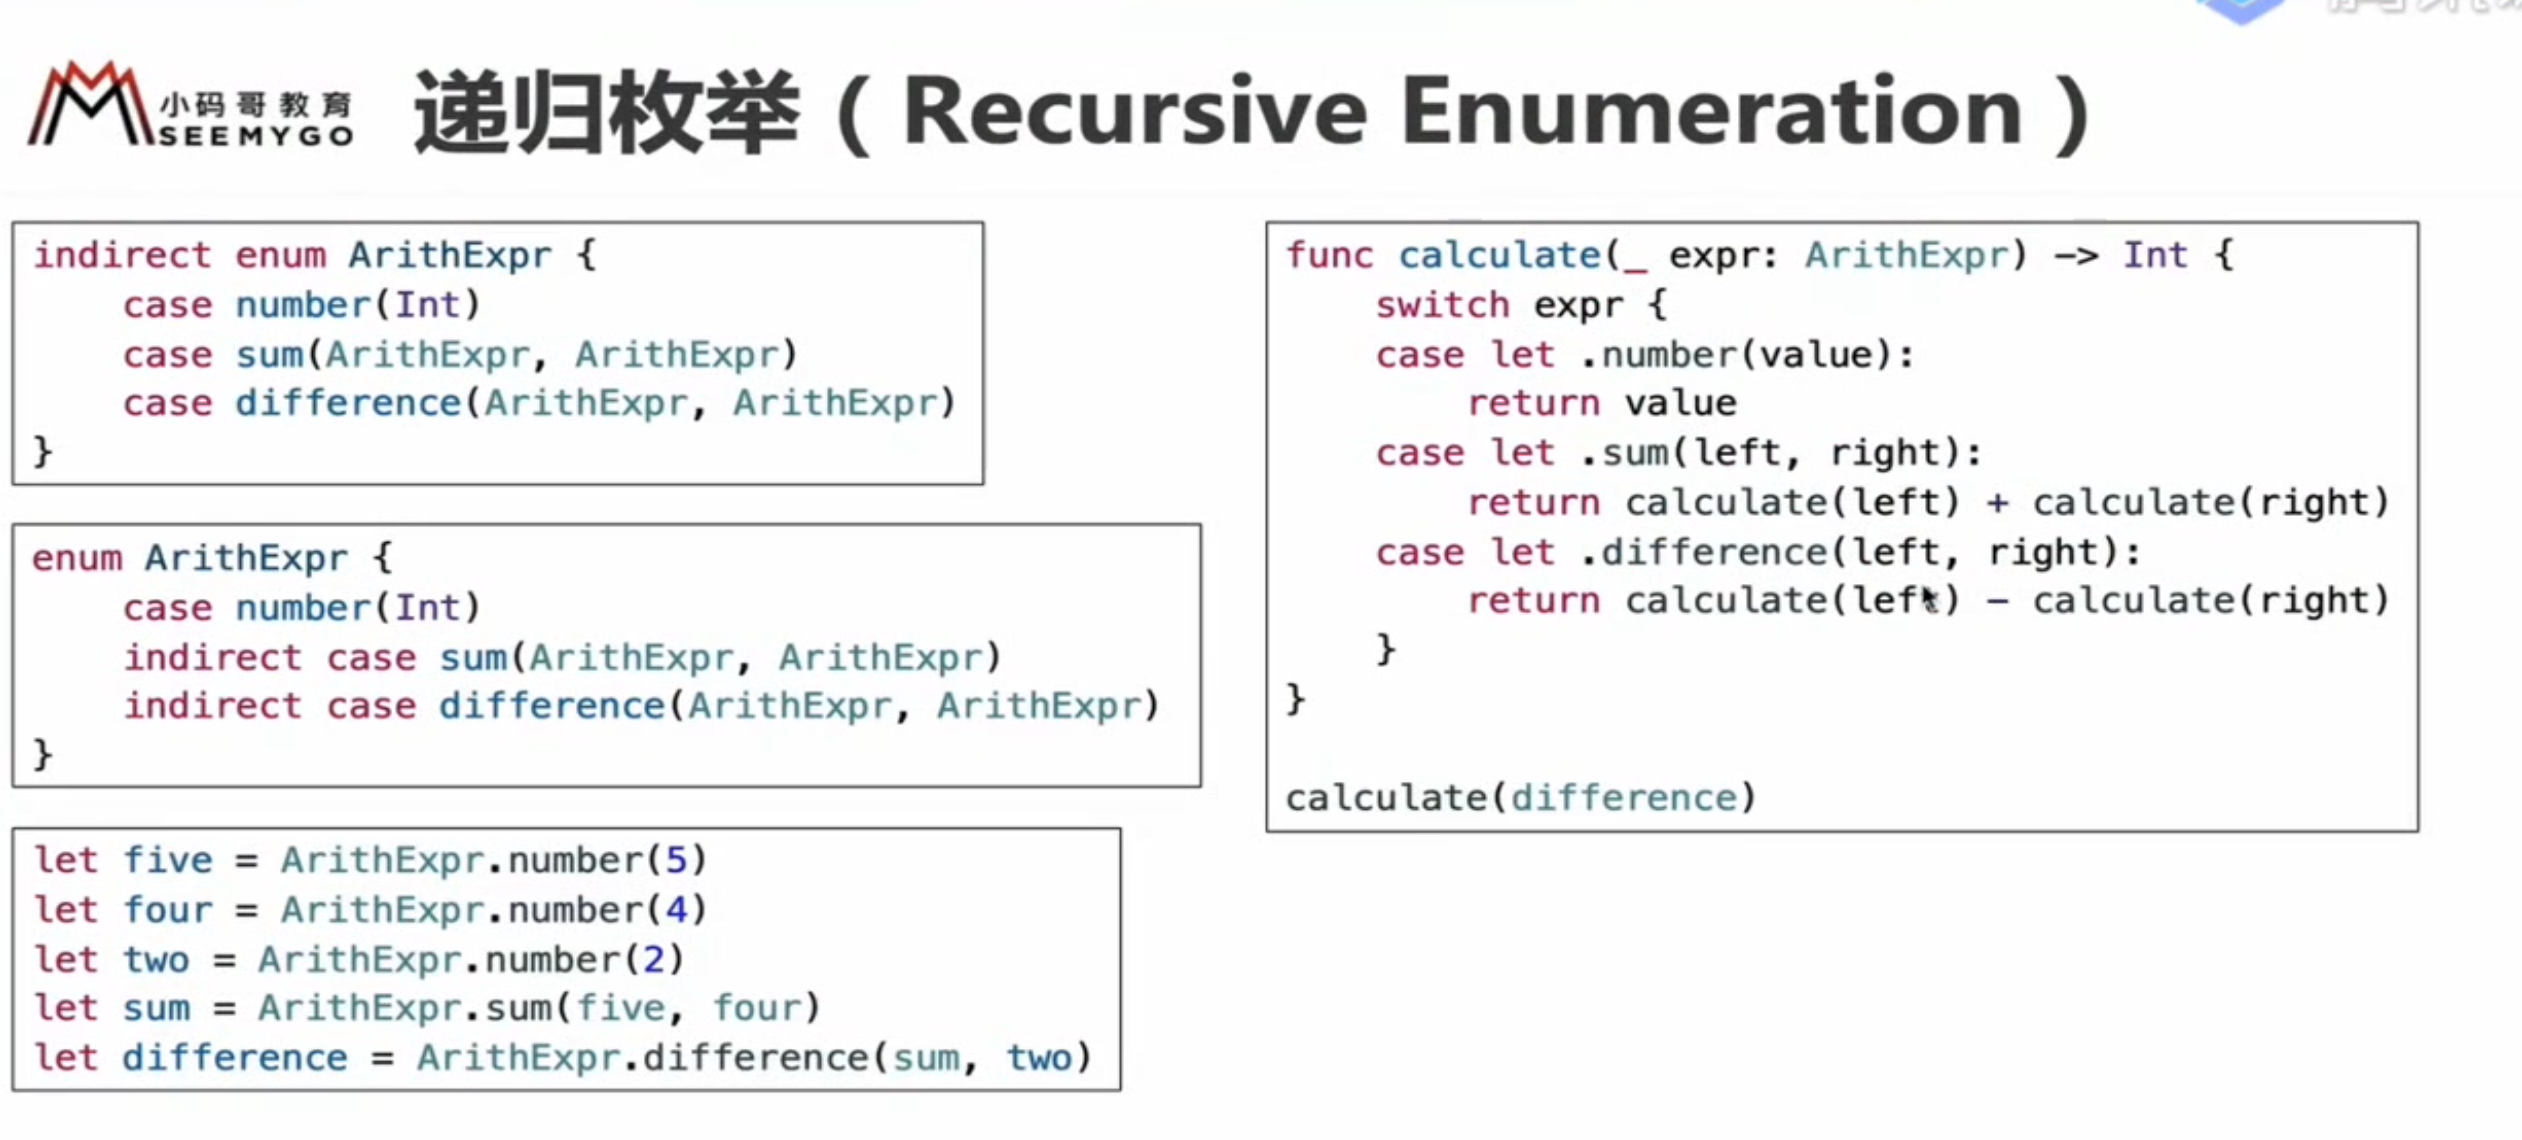 小码哥教育
SEEMYGO
递归枚举（Recursive Enumeration）
indirect enum ArithExpr {
    case number(Int)
    case sum(ArithExpr, ArithExpr)
    case difference(ArithExpr, ArithExpr)
}
enum ArithExpr {
    case number(Int)
    indirect case sum(ArithExpr, ArithExpr)
    indirect case difference(ArithExpr, ArithExpr)
}
let five = ArithExpr.number(5)
let four = ArithExpr.number(4)
let two = ArithExpr.number(2)
let sum = ArithExpr.sum(five, four)
let difference = ArithExpr.difference(sum, two)
func calculate(_ expr: ArithExpr) -> Int {
    switch expr {
    case let .number(value):
        return value
    case let .sum(left, right):
        return calculate(left) + calculate(right)
    case let .difference(left, right):
        return calculate(left) - calculate(right)
    }
}
calculate(difference)